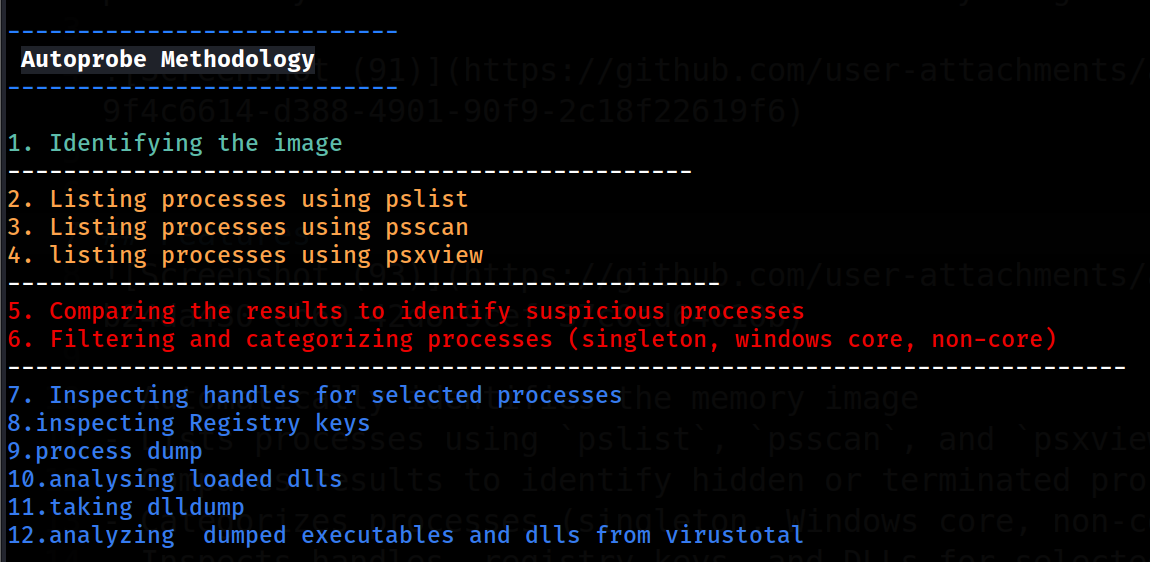 ---------------------------
Autoprobe Methodology
---------------------------
1. Identifying the image
-------------------------------------------------
2. Listing processes using pslist
3. Listing processes using psscan
4. listing processes using psxview
---------------------------------------------------
5. Comparing the results to identify suspicious processes
6. Filtering and categorizing processes (singleton, windows core, non-core)
--------------------------------------------------------------------------------
7. Inspecting handles for selected processes
8.inspecting Registry keys
9.process dump
10.analysing loaded dlls
11.taking dlldump
12.analyzing  dumped executables and dlls from virustotal